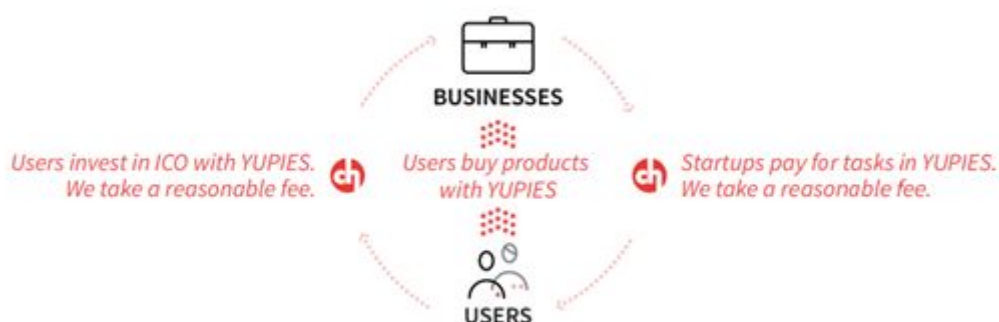 BUSINESSES
Users invest in ICO with YUPIES.
We take a reasonable fee.
Users buy products
with YUPIES
Startups pay for tasks in YUPIES.
We take a reasonable fee.
USERS